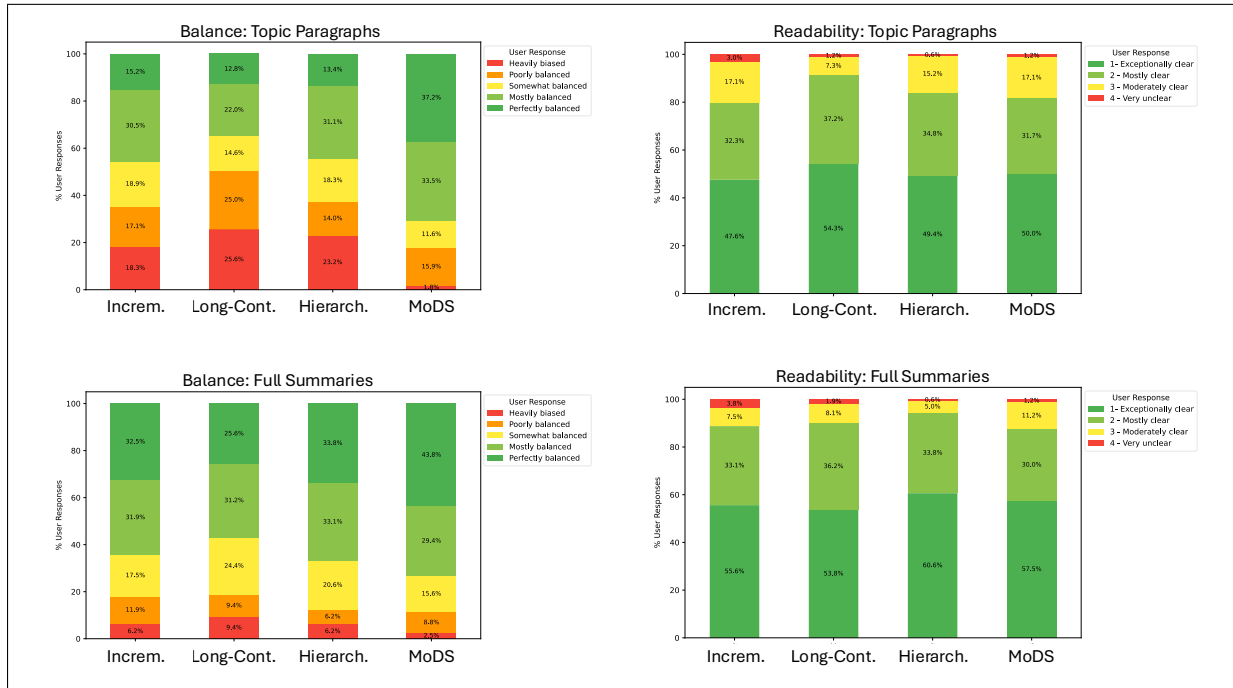 Balance: Topic Paragraphs
User Response
Heavily biased
Poorly balanced
Somewhat balanced
Mostly balanced
Perfectly balanced
% User Responses
100
80
60
40
20
0
15.2%
30.5%
18.9%
17.1%
18.3%
12.8%
22.0%
14.6%
25.0%
25.6%
13.4%
31.1%
18.3%
14.0%
23.2%
37.2%
33.5%
11.6%
15.9%
1.8%
Increm.
Long-Cont.
Hierarch.
MoDS
Readability: Topic Paragraphs
User Response
1– Exceptionally clear
2 – Mostly clear
3 – Moderately clear
4 – Very unclear
% User Responses
100
80
60
40
20
0
3.0%
17.1%
32.3%
47.6%
1.2%
7.3%
37.2%
54.3%
0.6%
15.2%
34.8%
49.4%
1.2%
17.1%
31.7%
50.0%
Increm.
Long-Cont.
Hierarch.
MoDS
Balance: Full Summaries
User Response
Heavily biased
Poorly balanced
Somewhat balanced
Mostly balanced
Perfectly balanced
% User Responses
100
80
60
40
20
0
32.5%
31.9%
17.5%
11.9%
6.2%
25.6%
31.2%
24.4%
9.4%
9.4%
33.8%
33.1%
20.6%
6.2%
6.2%
43.8%
29.4%
15.6%
8.8%
2.5%
Increm.
Long-Cont.
Hierarch.
MoDS
Readability: Full Summaries
User Response
1– Exceptionally clear
2 – Mostly clear
3 – Moderately clear
4 – Very unclear
% User Responses
100
80
60
40
20
0
3.8%
7.5%
33.1%
55.6%
1.9%
8.1%
36.2%
53.8%
0.6%
5.0%
33.8%
60.6%
1.2%
11.2%
30.0%
57.5%
Increm.
Long-Cont.
Hierarch.
MoDS